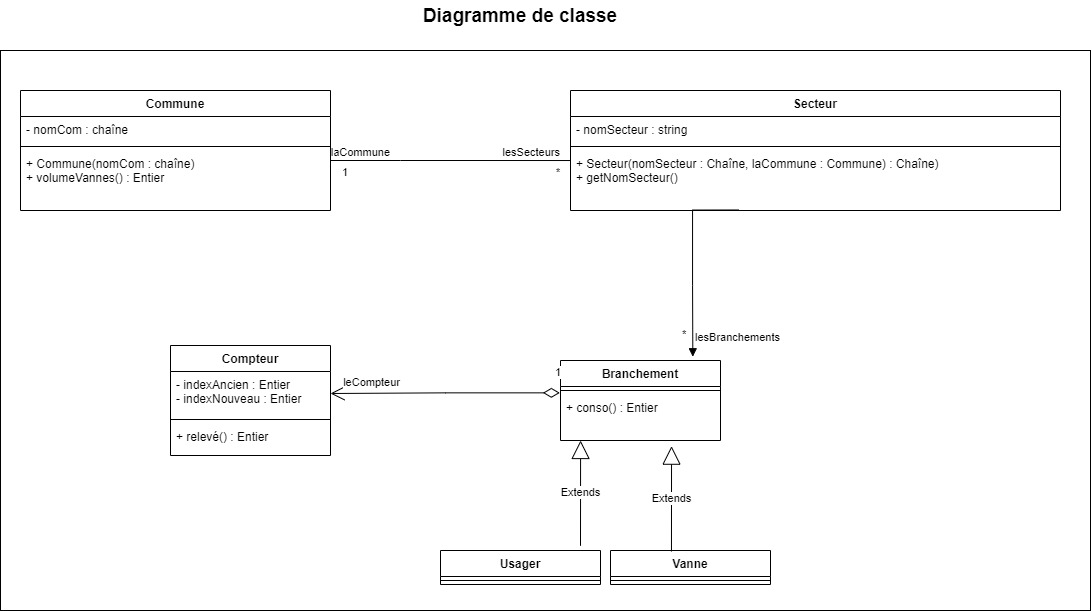 Diagramme de classe
Commune
- nomCom : chaîne
+ Commune(nomCom : chaîne)
+ volumeVannes() : Entier
laCommune
1
lesSecteurs
*
Secteur
- nomSecteur : string
+ Secteur(nomSecteur : Chaîne, laCommune : Commune) : Chaîne)
+ getNomSecteur()
*
lesBranchements
Compteur
- indexAncien : Entier
- indexNouveau : Entier
+ relevé() : Entier
leCompteur
1
Branchement
+ conso() : Entier
Extends
Extends
Usager
Vanne